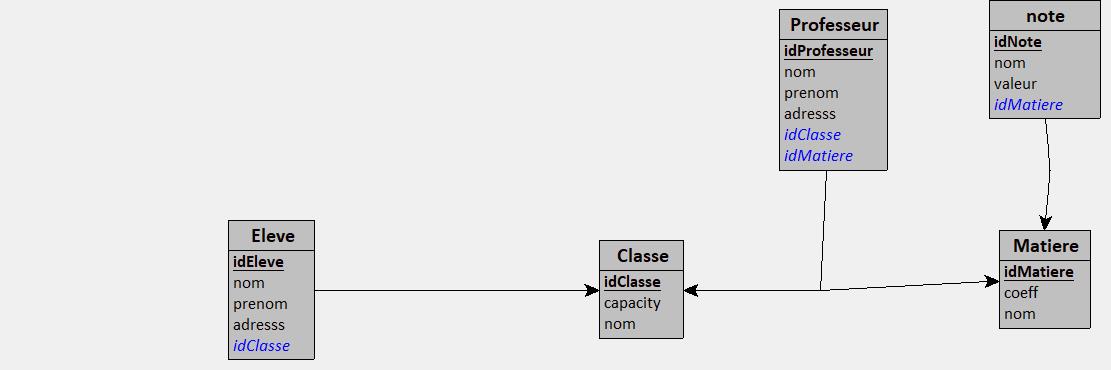 Professeur
idProfesseur
nom
prenom
adresss
idClasse
idMatiere
note
idNote
nom
valeur
idMatiere
Eleve
idEleve
nom
prenom
adresss
idClasse
Classe
idClasse
capacity
nom
Matiere
idMatiere
coeff
nom